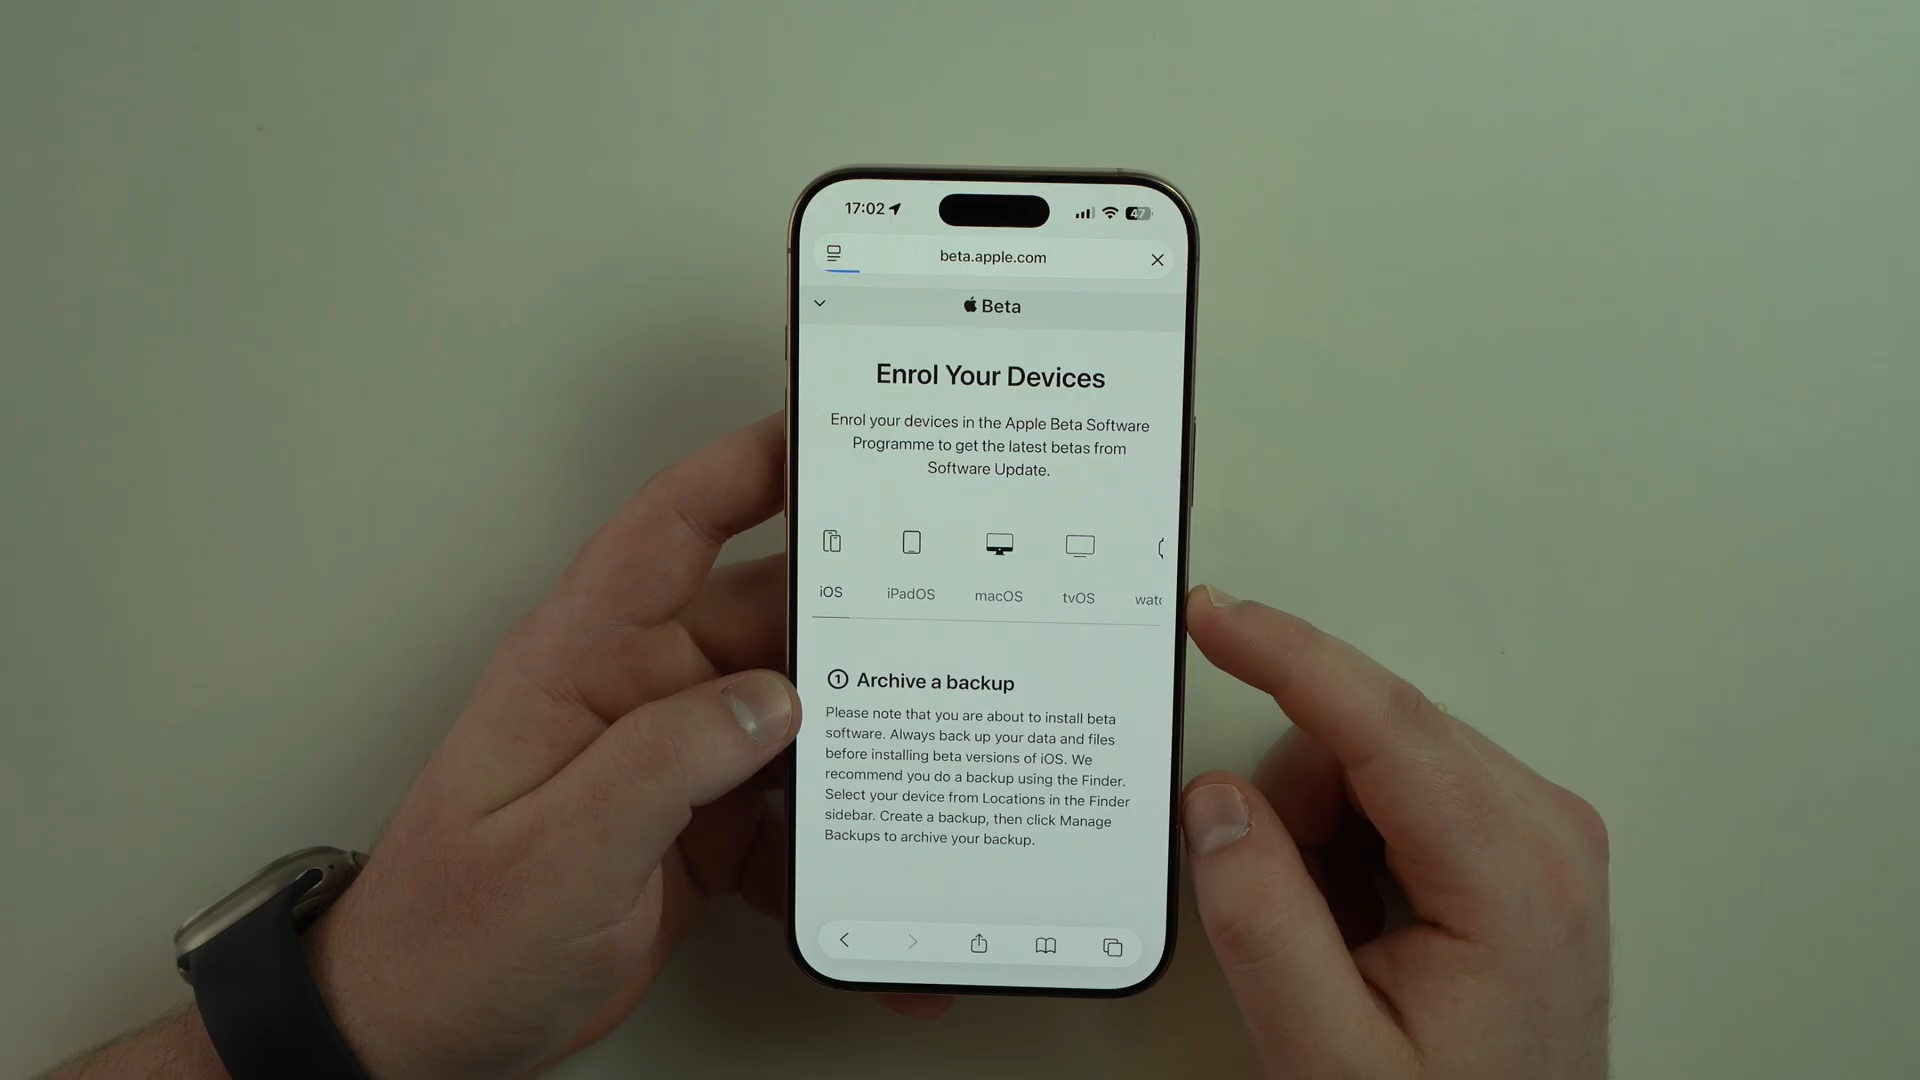 17:02
47
beta.apple.com
Beta
Enrol Your Devices
Enrol your devices in the Apple Beta Software
Programme to get the latest betas from
Software Update.
iOS iPadOS macOS tvOS watc
1 Archive a backup
Please note that you are about to install beta
software. Always back up your data and files
before installing beta versions of iOS. We
recommend you do a backup using the Finder.
Select your device from Locations in the Finder
sidebar. Create a backup, then click Manage
Backups to archive your backup.